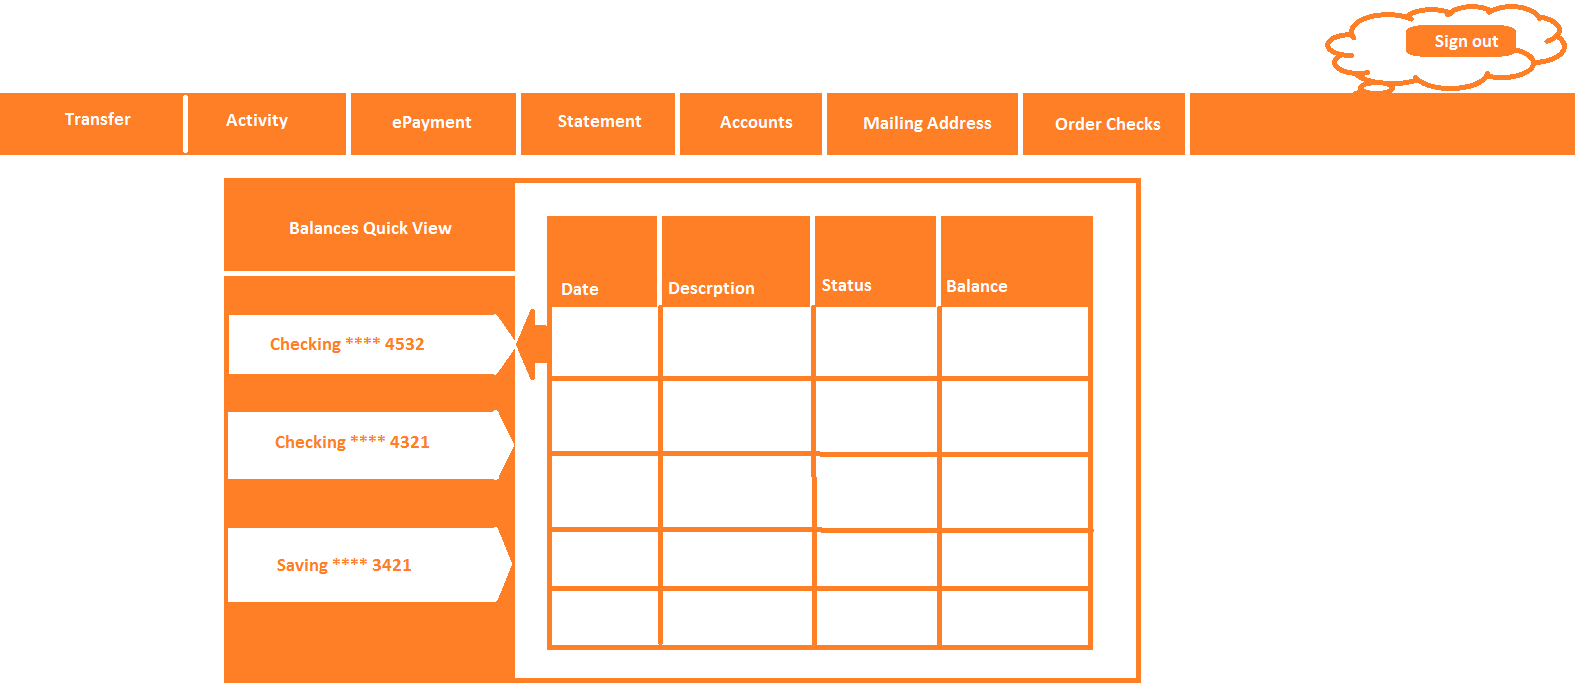 Sign out
Transfer
Activity
ePayment
Statement
Accounts
Mailing Address
Order Checks
Balances Quick View
Date
Descrption
Status
Balance
Checking **** 4532
Checking **** 4321
Saving **** 3421